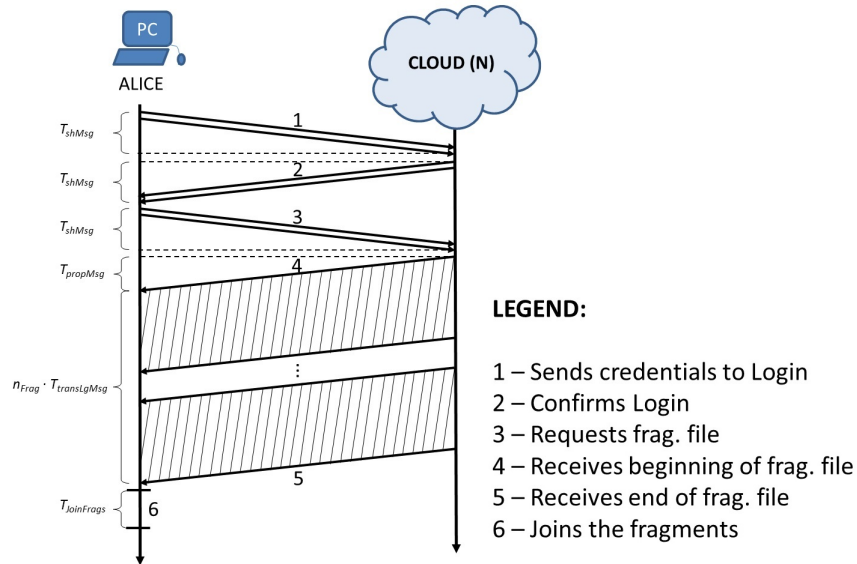 PC
ALICE
CLOUD (N)
1
T_shMsg
2
T_shMsg
3
T_shMsg
4
T_propMsg
⋮
n_Frag · T_transLgMsg
5
T_JoinFrags
6
LEGEND:
1 – Sends credentials to Login
2 – Confirms Login
3 – Requests frag. file
4 – Receives beginning of frag. file
5 – Receives end of frag. file
6 – Joins the fragments